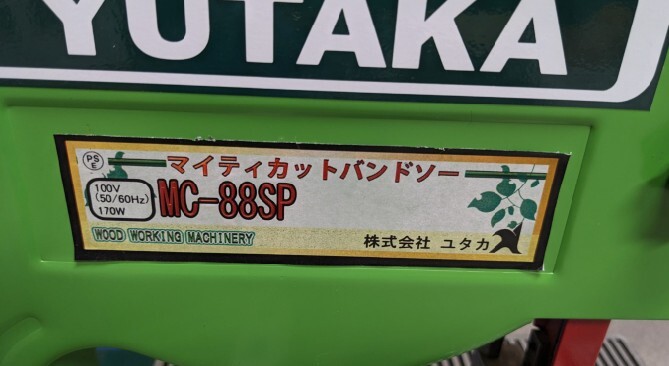 YUTAKA
PS
E
マイティカットバンドソー
100V
(50/60Hz)
170W
MC-88SP
WOOD WORKING MACHINERY
株式会社 ユタカ